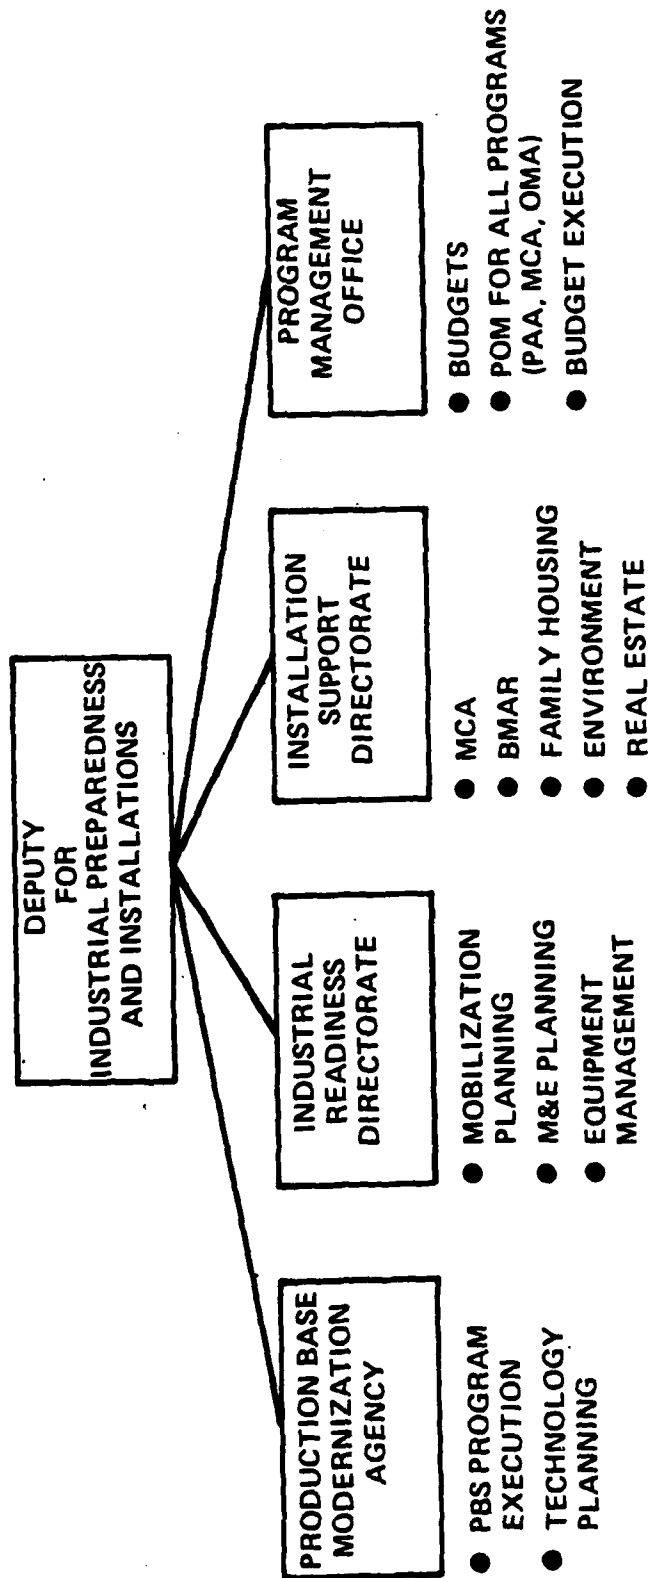 DEPUTY
FOR
INDUSTRIAL PREPAREDNESS
AND INSTALLATIONS
PRODUCTION BASE
MODERNIZATION
AGENCY
● PBS PROGRAM
EXECUTION
● TECHNOLOGY
PLANNING
INDUSTRIAL
READINESS
DIRECTORATE
● MOBILIZATION
PLANNING
● M&E PLANNING
● EQUIPMENT
MANAGEMENT
INSTALLATION
SUPPORT
DIRECTORATE
● MCA
● BMAR
● FAMILY HOUSING
● ENVIRONMENT
● REAL ESTATE
PROGRAM
MANAGEMENT
OFFICE
● BUDGETS
● POM FOR ALL PROGRAMS
(PAA, MCA, OMA)
● BUDGET EXECUTION